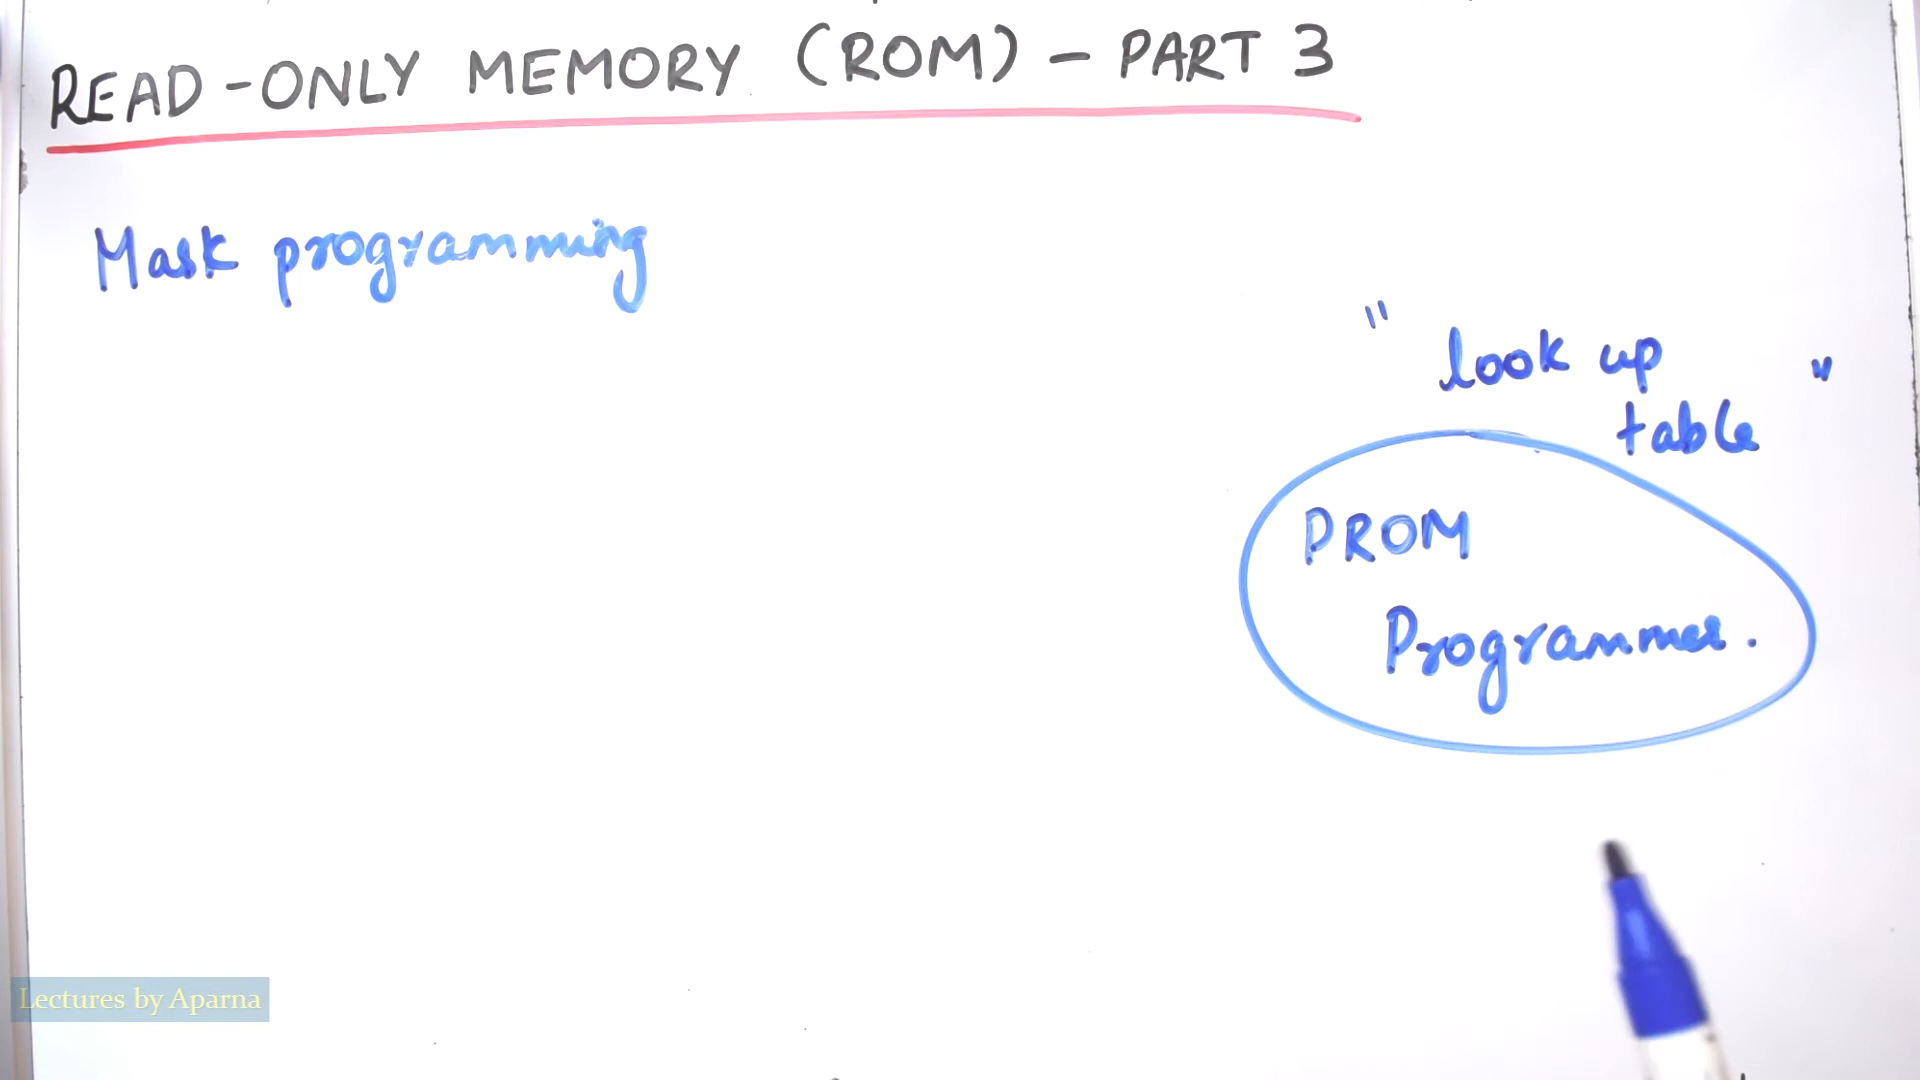 READ-ONLY MEMORY (ROM) - PART 3
Mask programming
" look up "
table
PROM
Programmer.
Lectures by Aparna